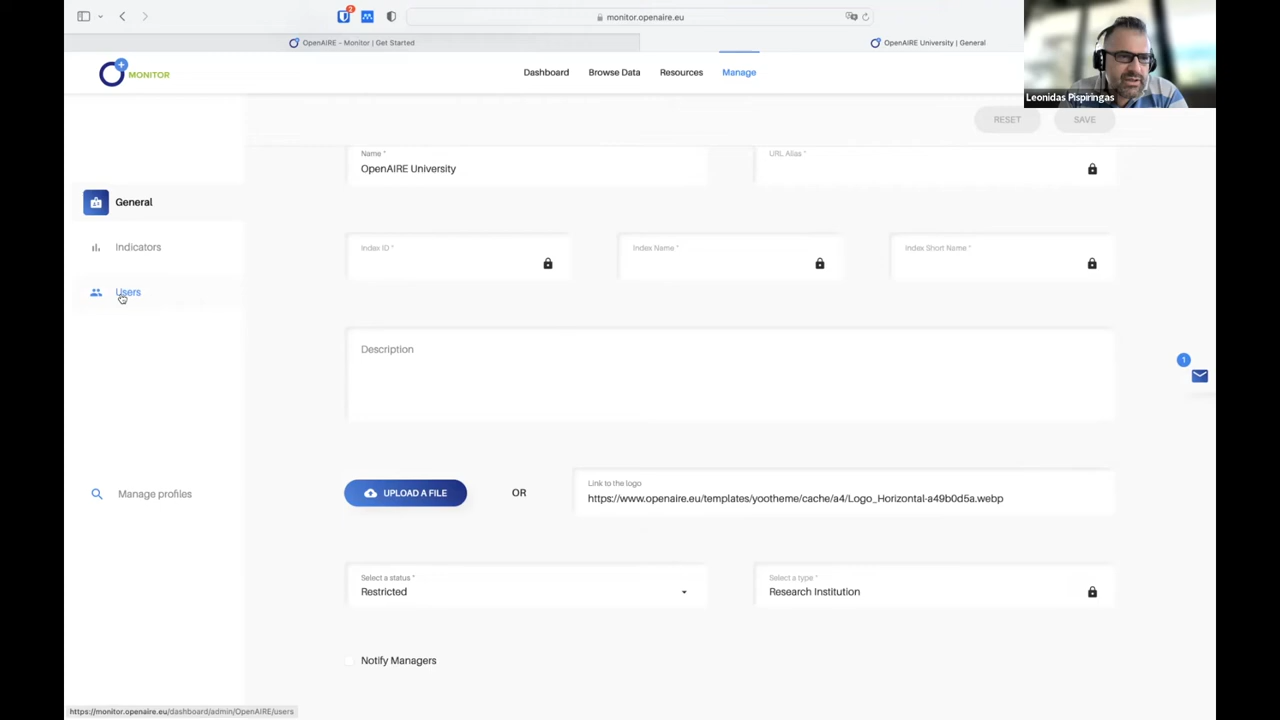 2
monitor.openaire.eu
OpenAIRE - Monitor | Get Started
OpenAIRE University | General
MONITOR
Dashboard
Browse Data
Resources
Manage
Leonidas Pispiringas
RESET
SAVE
Name *
OpenAIRE University
URL Alias *
General
Indicators
Users
Manage profiles
Index ID *
Index Name *
Index Short Name *
Description
1
UPLOAD A FILE
OR
Link to the logo
https://www.openaire.eu/templates/yootheme/cache/a4/Logo_Horizontal-a49b0d5a.webp
Select a status *
Restricted
Select a type *
Research Institution
Notify Managers
https://monitor.openaire.eu/dashboard/admin/OpenAIRE/users